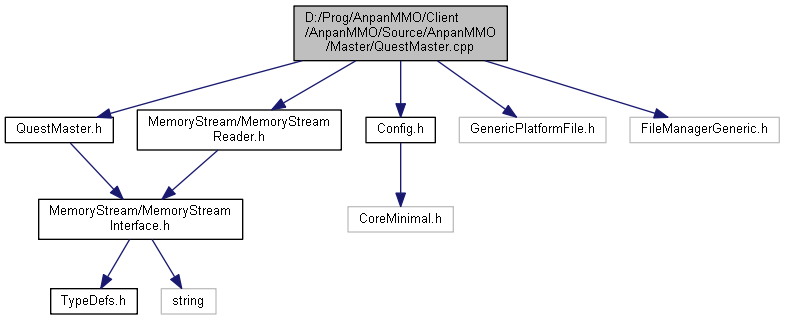 D:/Prog/AnpanMMO/Client
/AnpanMMO/Source/AnpanMMO
/Master/QuestMaster.cpp
QuestMaster.h
MemoryStream/MemoryStream
Reader.h
Config.h
GenericPlatformFile.h
FileManagerGeneric.h
MemoryStream/MemoryStream
Interface.h
CoreMinimal.h
TypeDefs.h
string